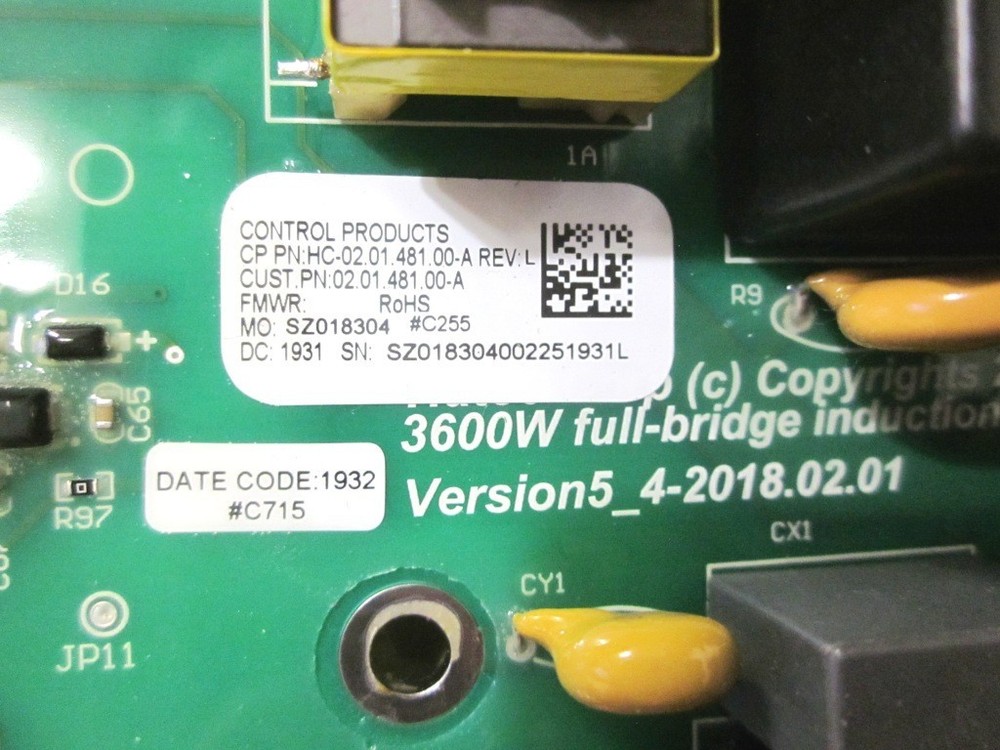 1A
CONTROL PRODUCTS
CP PN:HC-02.01.481.00-A REV:L
CUST.PN:02.01.481.00-A
FMWR: RoHS
MO: SZ018304 #C255
DC: 1931 SN: SZ018304002251931L
D16
+
R9
C65
(c) Copyrights
3600W full-bridge induction
DATE CODE:1932
#C715
Version5_4-2018.02.01
R97
CX1
CY1
JP11